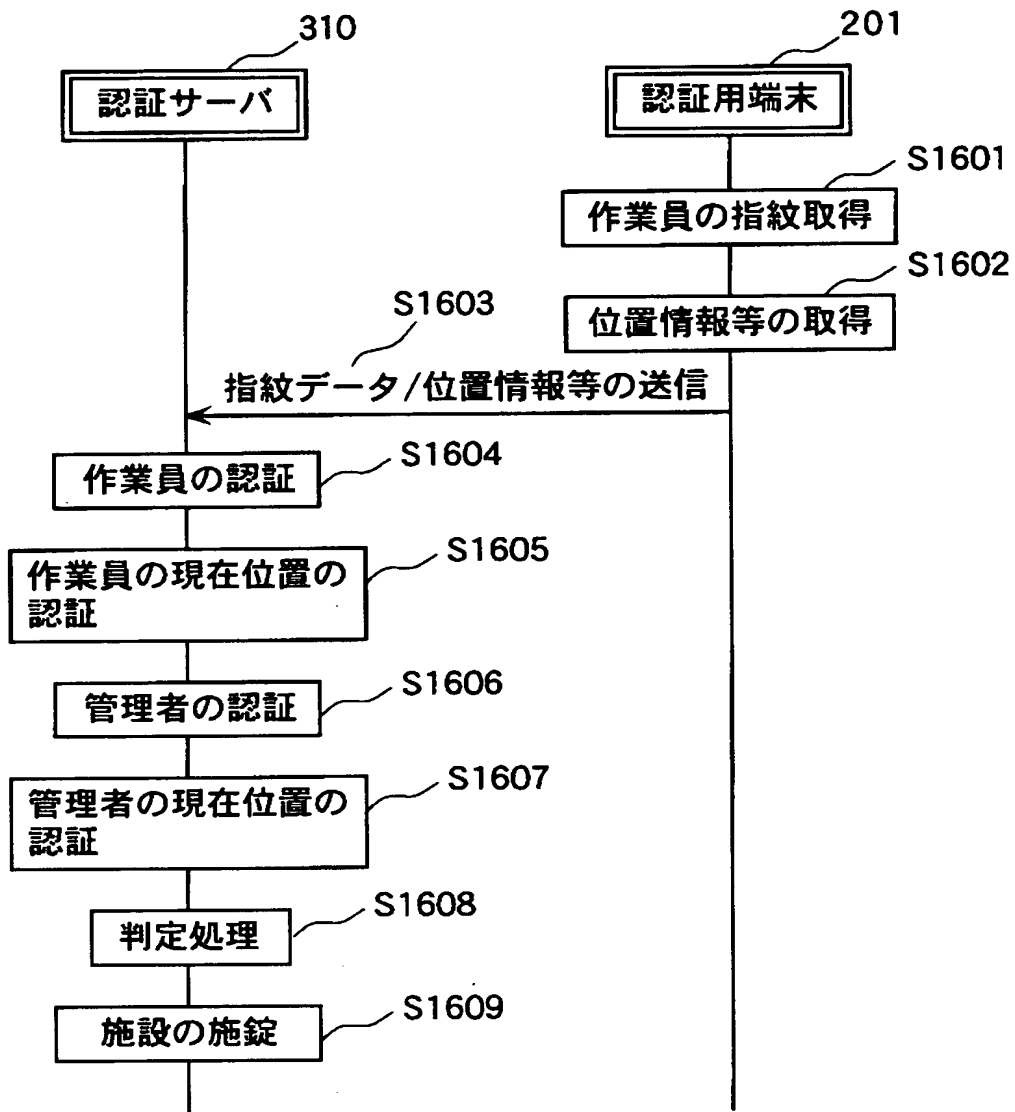 310
認証サーバ
201
認証用端末
S1601
作業員の指紋取得
S1602
位置情報等の取得
S1603
指紋データ/位置情報等の送信
S1604
作業員の認証
S1605
作業員の現在位置の
認証
S1606
管理者の認証
S1607
管理者の現在位置の
認証
S1608
判定処理
S1609
施設の施錠